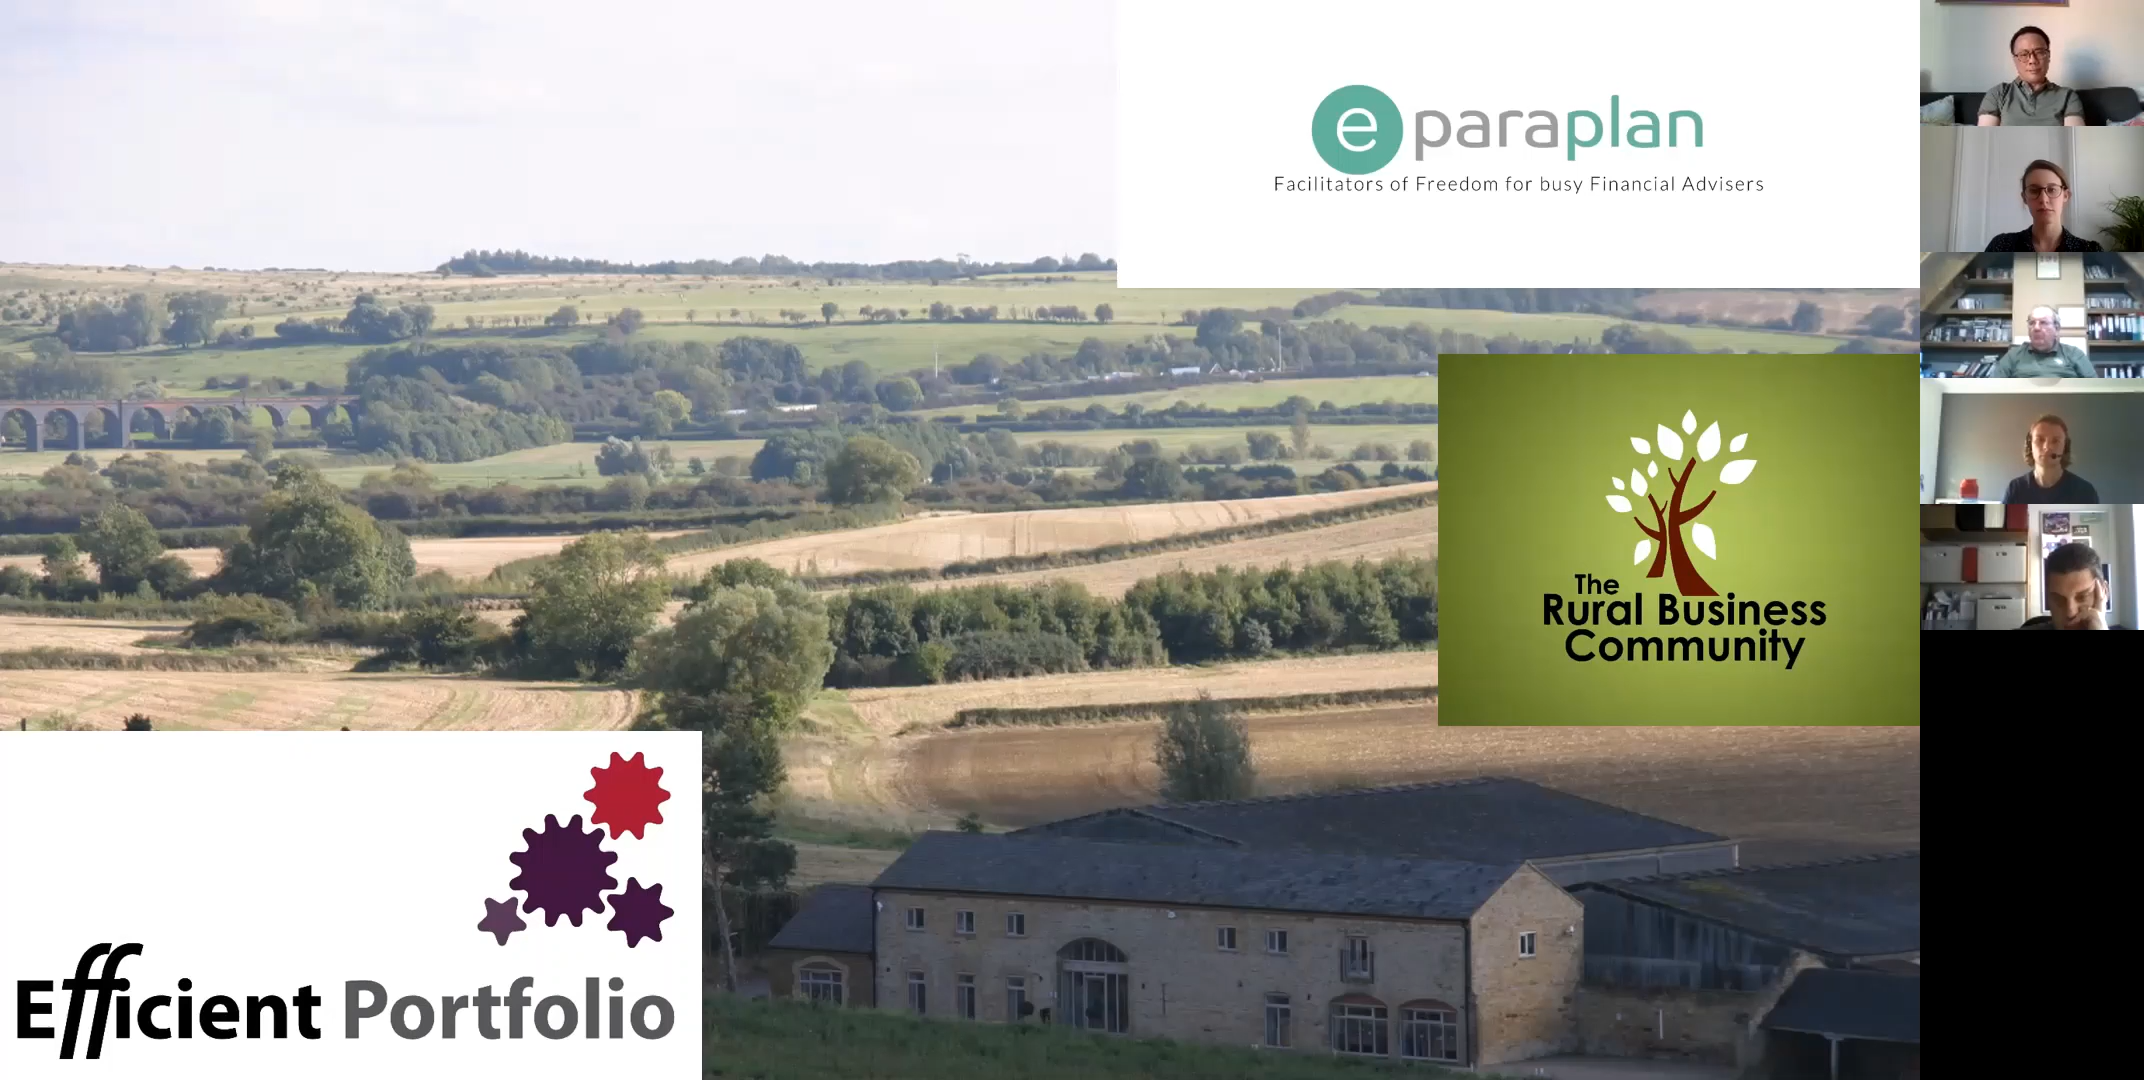 e paraplan
Facilitators of Freedom for busy Financial Advisers
The
Rural Business
Community
Efficient Portfolio